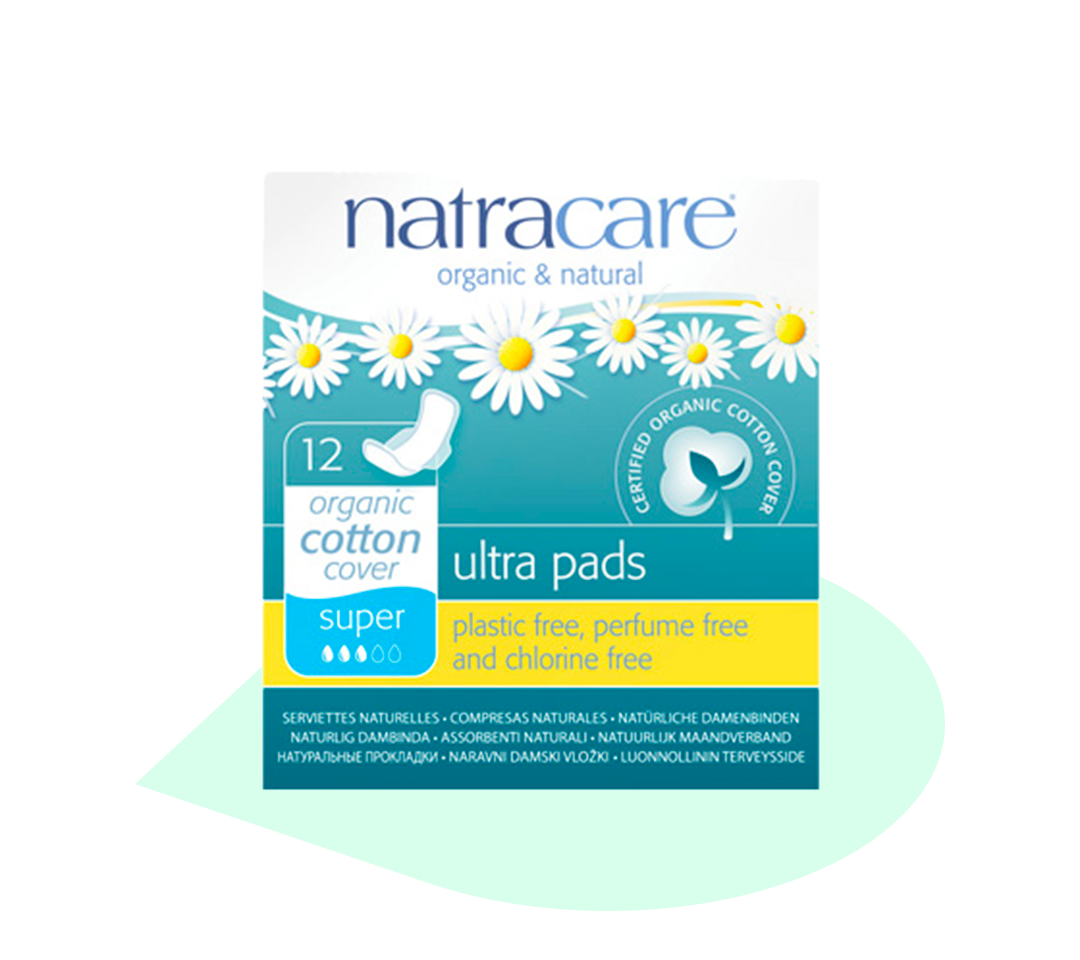 natracare®
organic & natural
CERTIFIED ORGANIC COTTON COVER
12
organic
cotton
cover
super
ultra pads
plastic free, perfume free
and chlorine free
SERVIETTES NATURELLES • COMPRESAS NATURALES • NATÜRLICHE DAMENBINDEN
NATURLIG DAMBINDA • ASSORBENTI NATURALI • NATUURLIJK MAANDVERBAND
НАТУРАЛЬНЫЕ ПРОКЛАДКИ • NARAVNI DAMSKI VLOŽKI • LUONNOLLININ TERVEYSSIDE